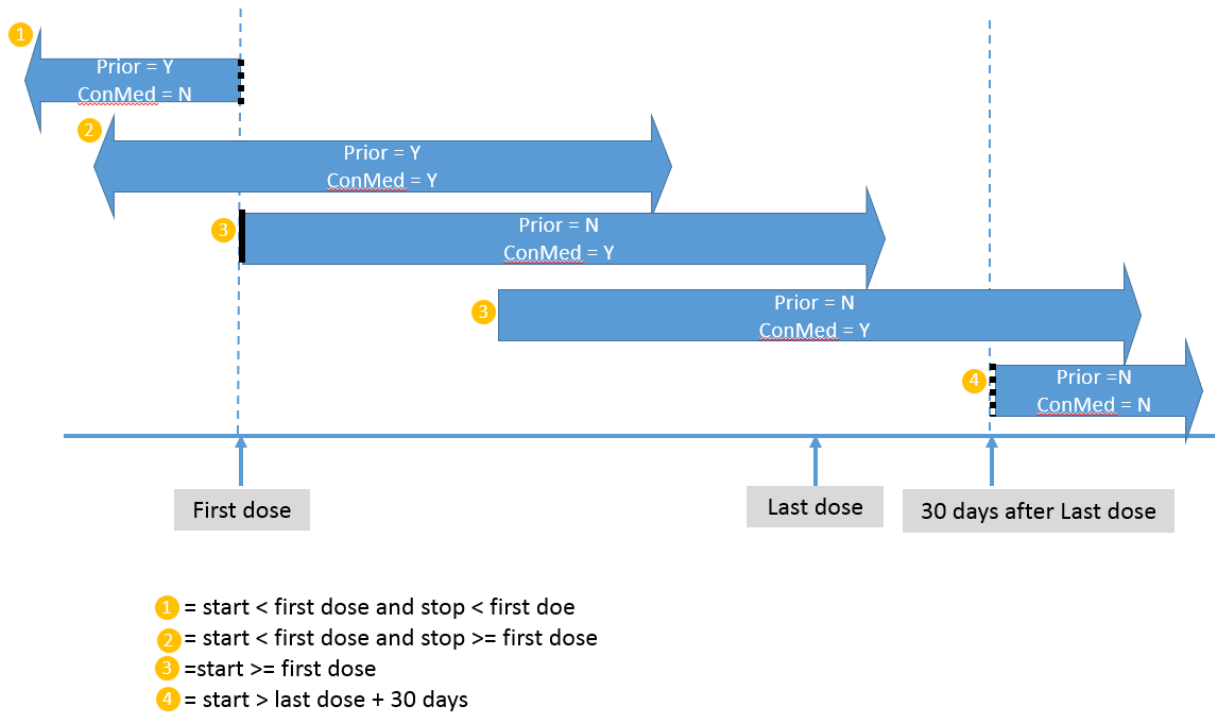 1
Prior = Y
ConMed = N
2
Prior = Y
ConMed = Y
3
Prior = N
ConMed = Y
3
Prior = N
ConMed = Y
4
Prior =N
ConMed = N
First dose
Last dose
30 days after Last dose
1 = start < first dose and stop < first doe
2 = start < first dose and stop >= first dose
3 =start >= first dose
4 = start > last dose + 30 days